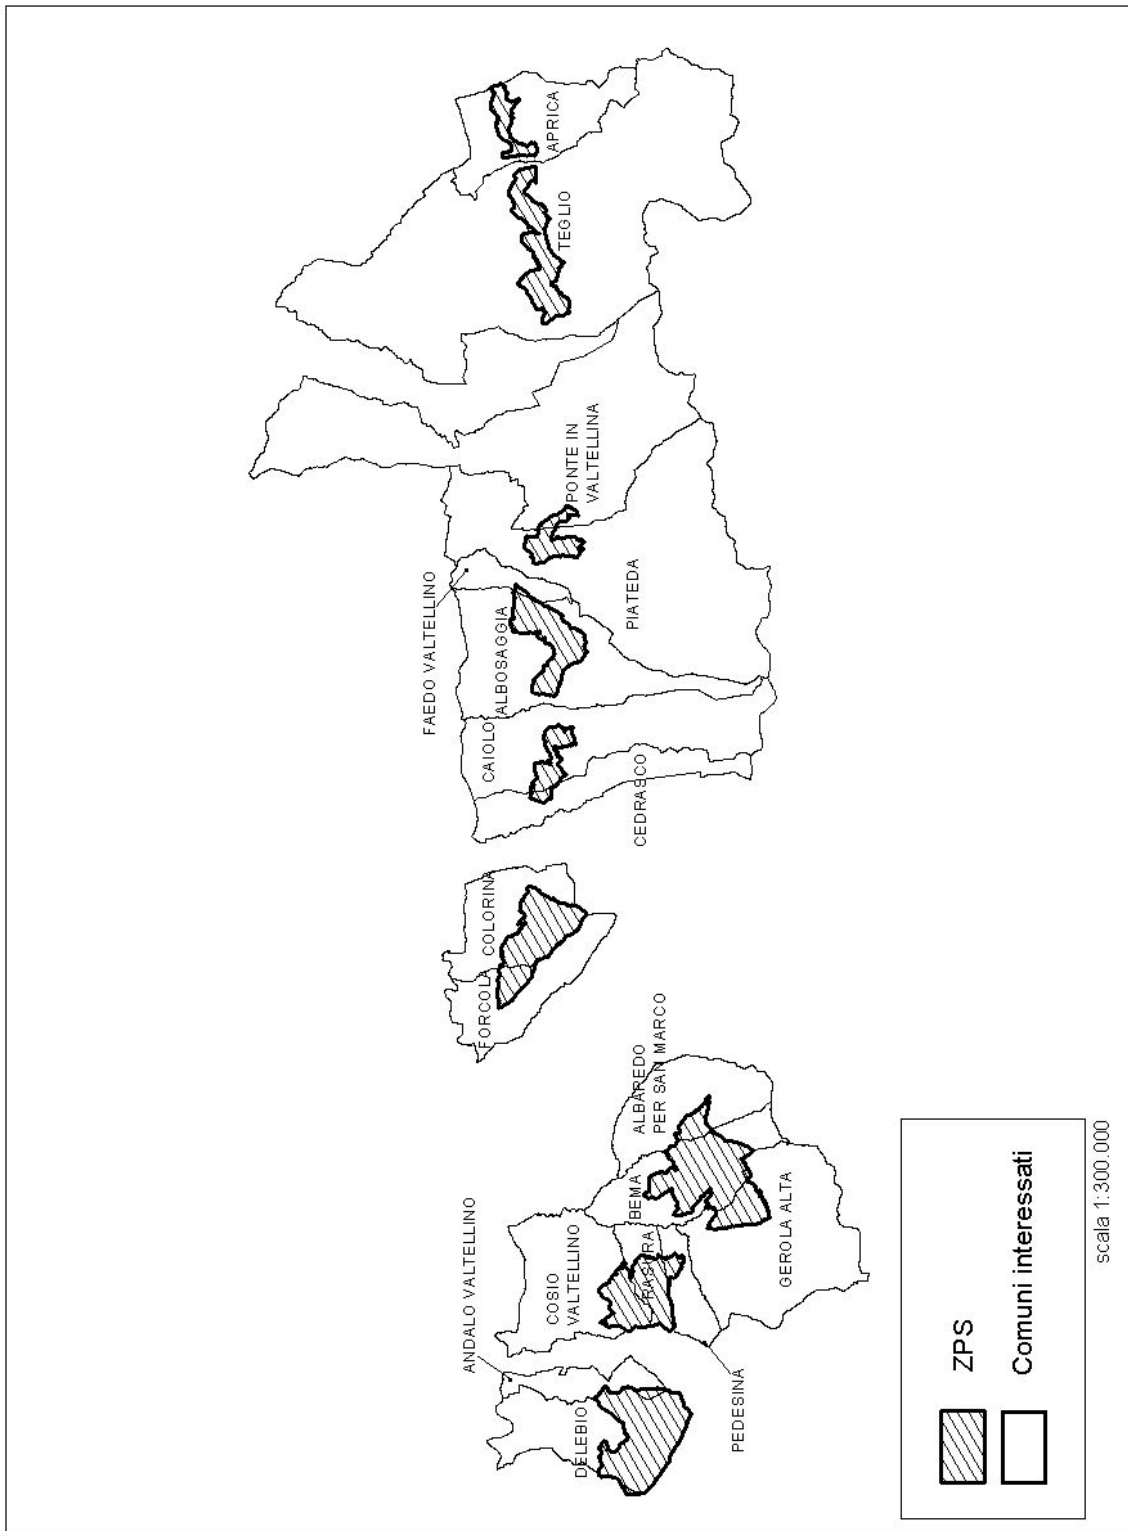 ANDALO VALTELLINO
DELEBIO
COSIO
VALTELLINO
RASURA
PEDESINA
BEMA
ALBAREDO
PER SAN MARCO
GEROLA ALTA
FORCOLA
COLORINA
CAIOLO
CEDRASCO
FAEDO VALTELLINO
ALBOSAGGIA
PIATEDA
PONTE IN
VALTELLINA
TEGLIO
APRICA
ZPS
Comuni interessati
scala 1:300.000